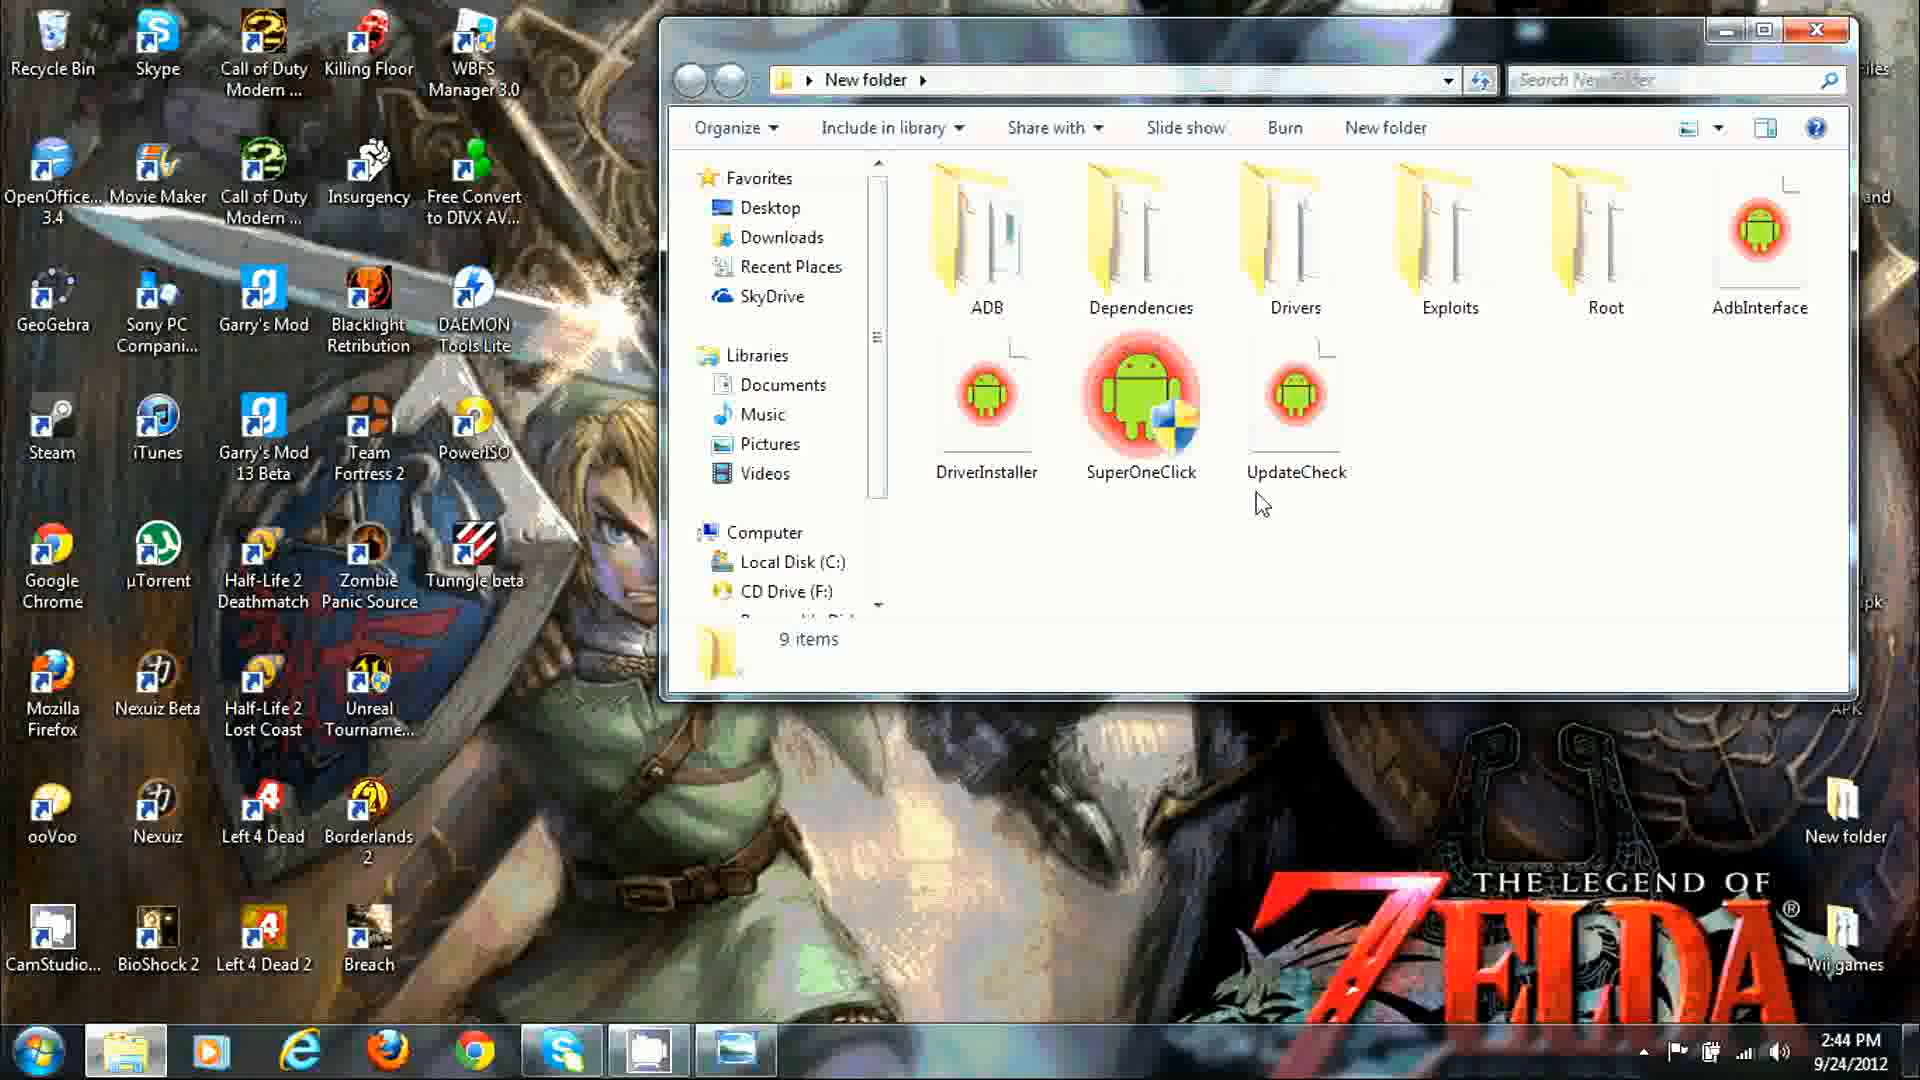 Recycle Bin
Skype
Call of Duty
Modern ...
Killing Floor
WBFS
Manager 3.0
OpenOffice...
3.4
Movie Maker
Call of Duty
Modern ...
Insurgency
Free Convert
to DIVX AV...
GeoGebra
Sony PC
Compani...
Garry's Mod
Blacklight
Retribution
DAEMON
Tools Lite
Steam
iTunes
Garry's Mod
13 Beta
Team
Fortress 2
PowerISO
Google
Chrome
µTorrent
Half-Life 2
Deathmatch
Zombie
Panic Source
Tunngle beta
Mozilla
Firefox
Nexuiz Beta
Half-Life 2
Lost Coast
Unreal
Tourname...
ooVoo
Nexuiz
Left 4 Dead
Borderlands
2
CamStudio...
BioShock 2
Left 4 Dead 2
Breach
New folder
Search New folder
Organize
Include in library
Share with
Slide show
Burn
New folder
Favorites
Desktop
Downloads
Recent Places
SkyDrive
Libraries
Documents
Music
Pictures
Videos
Computer
Local Disk (C:)
CD Drive (F:)
ADB
Dependencies
Drivers
Exploits
Root
AdbInterface
DriverInstaller
SuperOneClick
UpdateCheck
9 items
and
APK
New folder
Wii games
THE LEGEND OF
ZELDA®
2:44 PM
9/24/2012